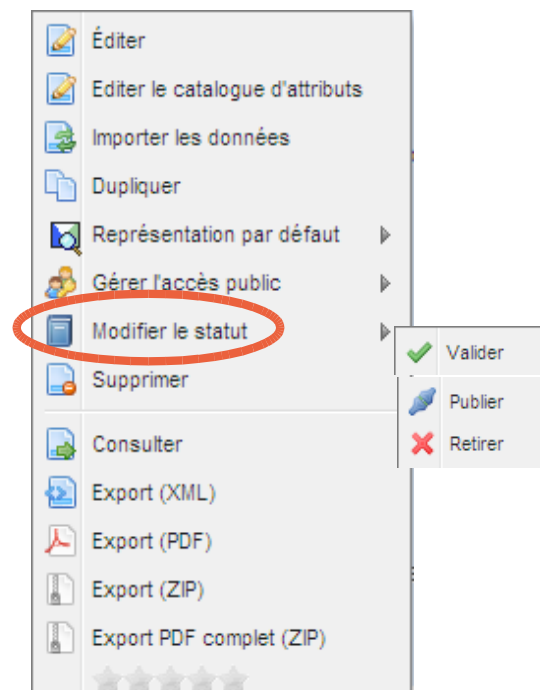 Éditer
Editer le catalogue d'attributs
Importer les données
Dupliquer
Représentation par défaut
Gérer l'accès public
Modifier le statut
Valider
Publier
Retirer
Supprimer
Consulter
Export (XML)
Export (PDF)
Export (ZIP)
Export PDF complet (ZIP)